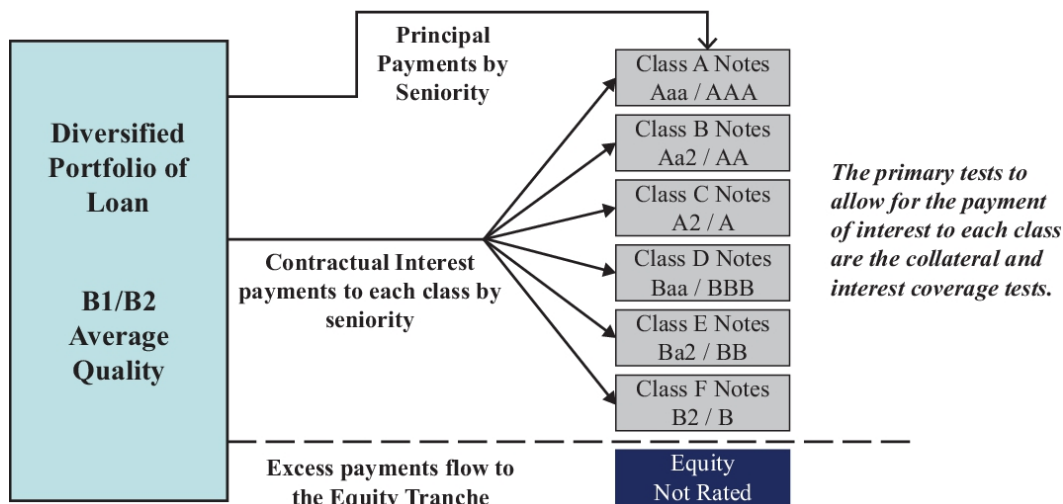 Diversified
Portfolio of
Loan
B1/B2
Average
Quality
Principal
Payments by
Seniority
Contractual Interest
payments to each class by
seniority
Excess payments flow to
the Equity Tranche
Class A Notes
Aaa / AAA
Class B Notes
Aa2 / AA
Class C Notes
A2 / A
Class D Notes
Baa / BBB
Class E Notes
Ba2 / BB
Class F Notes
B2 / B
Equity
Not Rated
The primary tests to
allow for the payment
of interest to each class
are the collateral and
interest coverage tests.